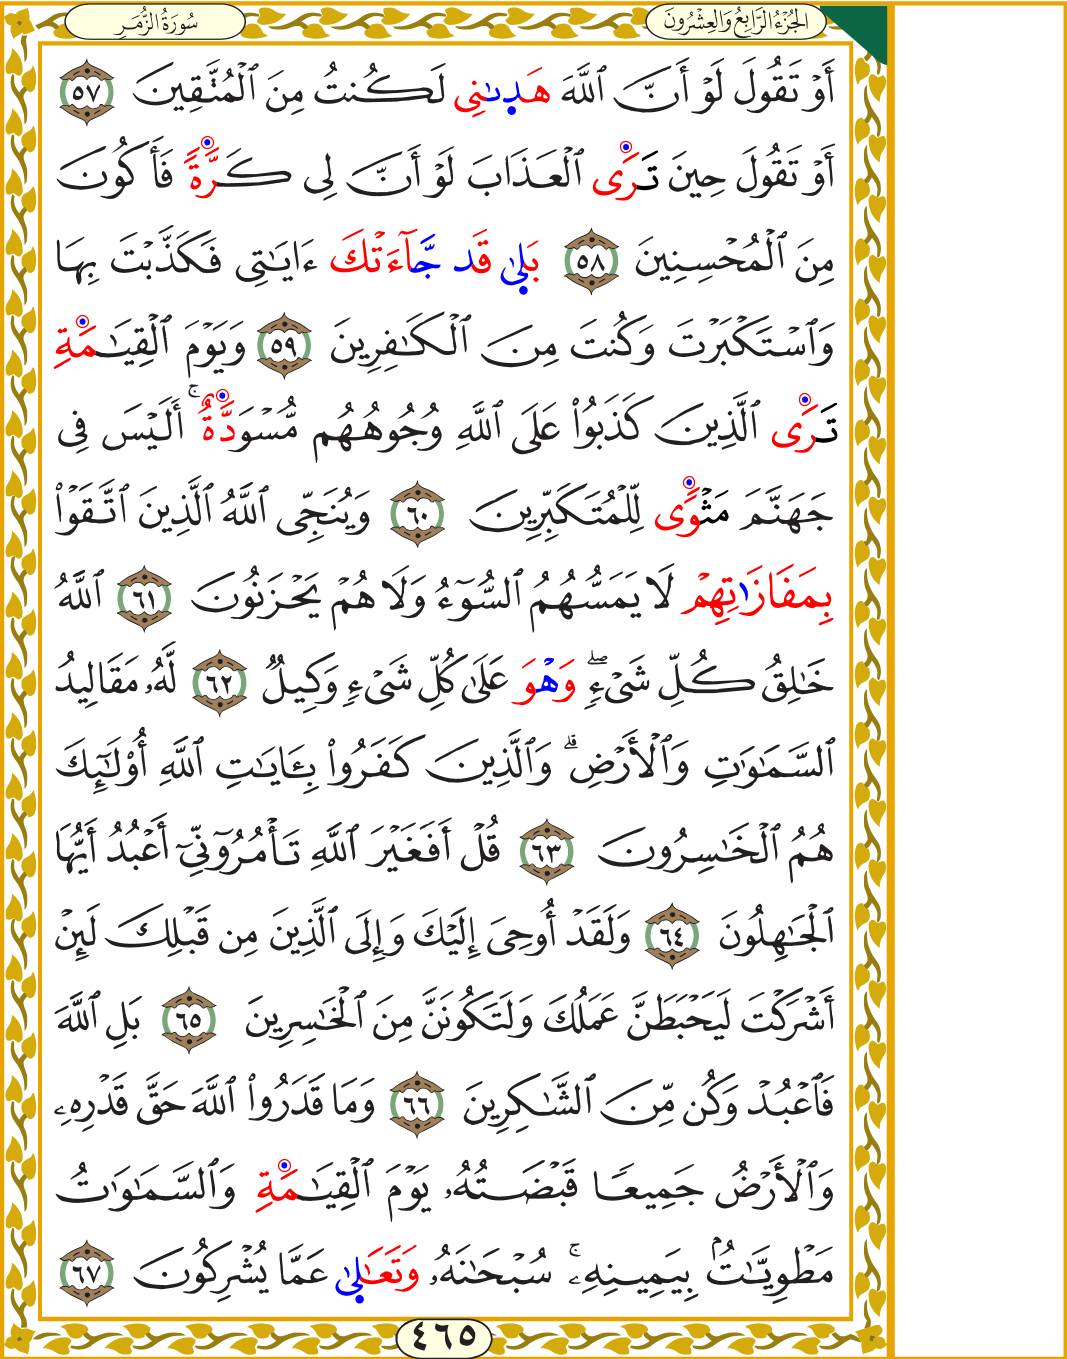 الجُزْءُ الرَّابِعُ وَالعِشْرُونَ
سُورَةُ الزُّمَرِ
أَوْ تَقُولَ لَوْ أَنَّ ٱللَّهَ هَدىٰنِي لَكُنتُ مِنَ ٱلْمُتَّقِينَ ٥٧
أَوْ تَقُولَ حِينَ تَرَى ٱلْعَذَابَ لَوْ أَنَّ لِي كَرَّةً فَأَكُونَ
مِنَ ٱلْمُحْسِنِينَ ٥٨ بَلىٰ قَد جَّآءَتْكَ ءَايَٰتِي فَكَذَّبْتَ بِهَا
وَٱسْتَكْبَرْتَ وَكُنتَ مِنَ ٱلْكَٰفِرِينَ ٥٩ وَيَوْمَ ٱلْقِيَٰمَةِ
تَرَى ٱلَّذِينَ كَذَبُواْ عَلَى ٱللَّهِ وُجُوهُهُم مُّسْوَدَّةٌ ۚ أَلَيْسَ فِي
جَهَنَّمَ مَثْوًى لِّلْمُتَكَبِّرِينَ ٦٠ وَيُنَجِّي ٱللَّهُ ٱلَّذِينَ ٱتَّقَوْاْ
بِمَفَازَاتِهِمْ لَا يَمَسُّهُمُ ٱلسُّوٓءُ وَلَا هُمْ يَحْزَنُونَ ٦١ ٱللَّهُ
خَٰلِقُ كُلِّ شَيْءٍ ۖ وَهْوَ عَلَىٰ كُلِّ شَيْءٍ وَكِيلٌ ٦٢ لَّهُۥ مَقَالِيدُ
ٱلسَّمَٰوَٰتِ وَٱلْأَرْضِ ۗ وَٱلَّذِينَ كَفَرُواْ بِـَٔايَٰتِ ٱللَّهِ أُوْلَٰٓئِكَ
هُمُ ٱلْخَٰسِرُونَ ٦٣ قُلْ أَفَغَيْرَ ٱللَّهِ تَأْمُرُوٓنِّيٓ أَعْبُدُ أَيُّهَا
ٱلْجَٰهِلُونَ ٦٤ وَلَقَدْ أُوحِيَ إِلَيْكَ وَإِلَى ٱلَّذِينَ مِن قَبْلِكَ لَئِنْ
أَشْرَكْتَ لَيَحْبَطَنَّ عَمَلُكَ وَلَتَكُونَنَّ مِنَ ٱلْخَٰسِرِينَ ٦٥ بَلِ ٱللَّهَ
فَٱعْبُدْ وَكُن مِّنَ ٱلشَّٰكِرِينَ ٦٦ وَمَا قَدَرُواْ ٱللَّهَ حَقَّ قَدْرِهِۦ
وَٱلْأَرْضُ جَمِيعًا قَبْضَتُهُۥ يَوْمَ ٱلْقِيَٰمَةِ وَٱلسَّمَٰوَٰتُ
مَطْوِيَّٰتٌۢ بِيَمِينِهِۦ ۚ سُبْحَٰنَهُۥ وَتَعَٰلىٰ عَمَّا يُشْرِكُونَ ٦٧
٤٦٥